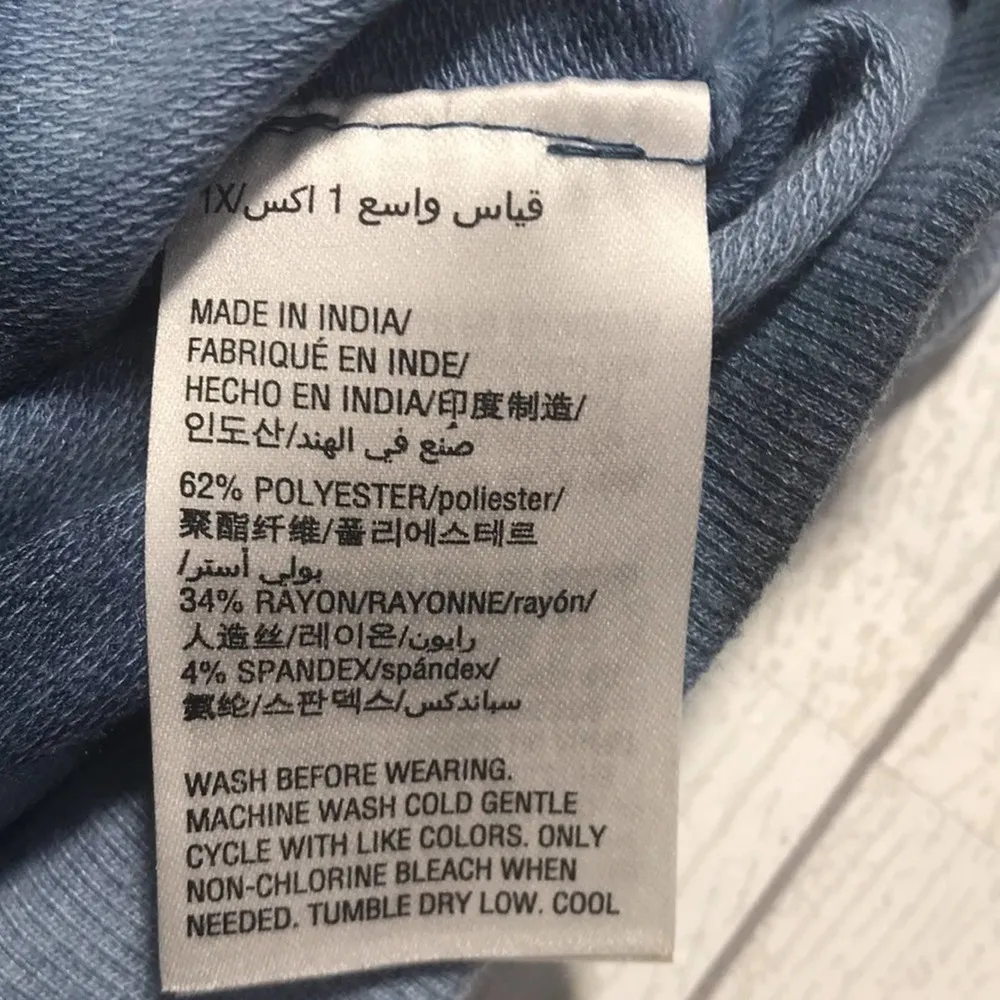 1X/قياس واسع 1 اكس
MADE IN INDIA/
FABRIQUÉ EN INDE/
HECHO EN INDIA/印度制造/
인도산/صنع في الهند
62% POLYESTER/poliester/
聚酯纤维/폴리에스테르
بولي أستر/
34% RAYON/RAYONNE/rayón/
人造丝/레이온/رايون
4% SPANDEX/spándex/
氨纶/스판덱스/سباندكس
WASH BEFORE WEARING.
MACHINE WASH COLD GENTLE
CYCLE WITH LIKE COLORS. ONLY
NON-CHLORINE BLEACH WHEN
NEEDED. TUMBLE DRY LOW. COOL